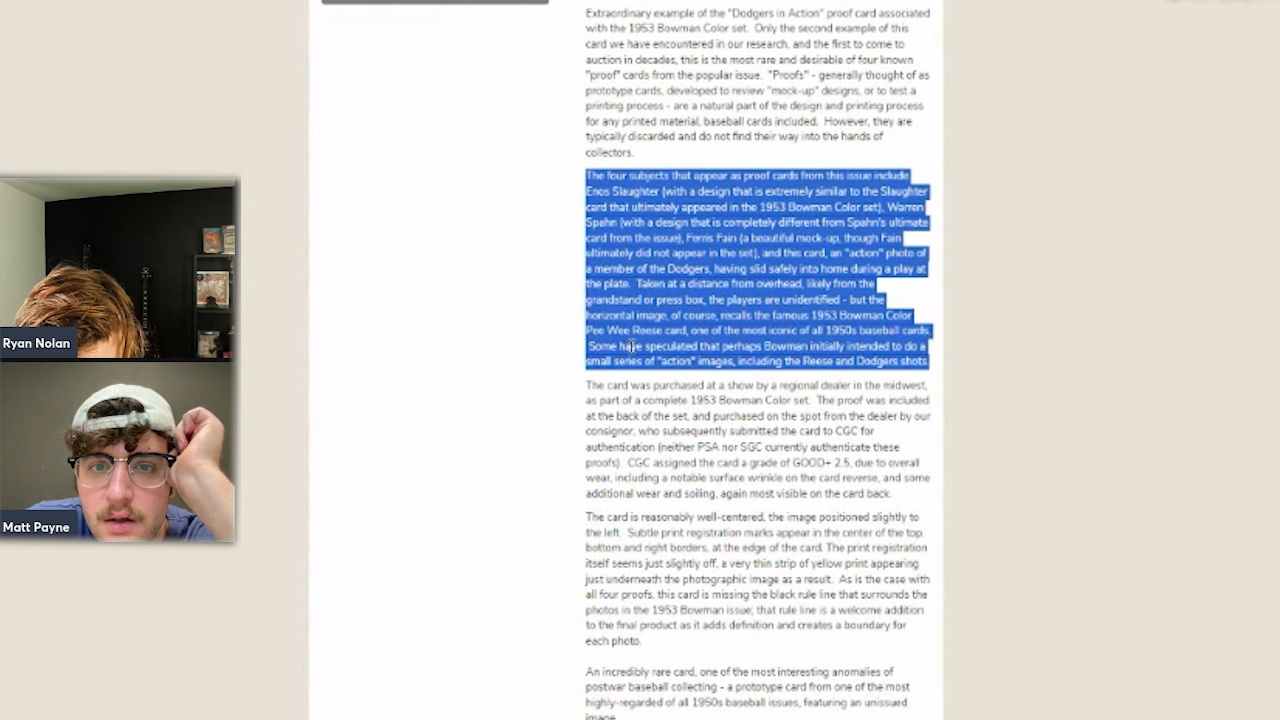 Extraordinary example of the "Dodgers in Action" proof card associated
with the 1953 Bowman Color set.  Only the second example of this
card we have encountered in our research, and the first to come to
auction in decades, this is the most rare and desirable of four known
"proof" cards from the popular issue.  "Proofs" - generally thought of as
prototype cards, developed to review "mock-up" designs, or to test a
printing process - are a natural part of the design and printing process
for any printed material, baseball cards included.  However, they are
typically discarded and do not find their way into the hands of
collectors.
The four subjects that appear as proof cards from this issue include
Enos Slaughter (with a design that is extremely similar to the Slaughter
card that ultimately appeared in the 1953 Bowman Color set), Warren
Spahn (with a design that is completely different from Spahn's ultimate
card from the issue), Ferris Fain (a beautiful mock-up, though Fain
ultimately did not appear in the set), and this card, an "action" photo of
a member of the Dodgers, having slid safely into home during a play at
the plate.  Taken at a distance from overhead, likely from the
grandstand or press box, the players are unidentified - but the
horizontal image, of course, recalls the famous 1953 Bowman Color
Pee Wee Reese card, one of the most iconic of all 1950s baseball cards.
Some have speculated that perhaps Bowman initially intended to do a
small series of "action" images, including the Reese and Dodgers shots.
The card was purchased at a show by a regional dealer in the midwest,
as part of a complete 1953 Bowman Color set.  The proof was included
at the back of the set, and purchased on the spot from the dealer by our
consignor, who subsequently submitted the card to CGC for
authentication (neither PSA nor SGC currently authenticate these
proofs).  CGC assigned the card a grade of GOOD+ 2.5, due to overall
wear, including a notable surface wrinkle on the card reverse, and some
additional wear and soiling, again most visible on the card back.
The card is reasonably well-centered, the image positioned slightly to
the left.  Subtle print registration marks appear in the center of the top,
bottom and right borders, at the edge of the card. The print registration
itself seems just slightly off, a very thin strip of yellow print appearing
just underneath the photographic image as a result.  As is the case with
all four proofs, this card is missing the black rule line that surrounds the
photos in the 1953 Bowman issue; that rule line is a welcome addition
to the final product as it adds definition and creates a boundary for
each photo.
An incredibly rare card, one of the most interesting anomalies of
postwar baseball collecting - a prototype card from one of the most
highly-regarded of all 1950s baseball issues, featuring an unissued
image.
Ryan Nolan
Matt Payne